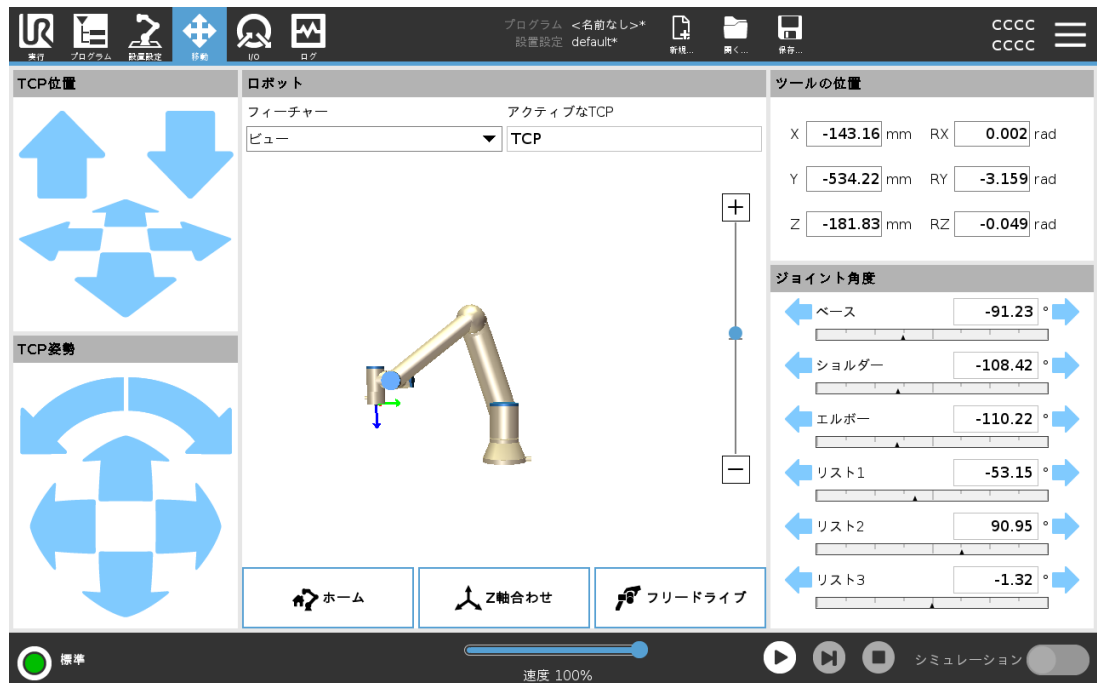 UR
実行
プログラム
設置設定
移動
I/O
ログ
プログラム <名前なし>*
設置設定 default*
新規...
開く...
保存...
CCCC
CCCC
TCP位置
TCP姿勢
ロボット
フィーチャー
アクティブなTCP
ビュー
TCP
+
−
ホーム
Z軸合わせ
フリードライブ
ツールの位置
X -143.16 mm RX 0.002 rad
Y -534.22 mm RY -3.159 rad
Z -181.83 mm RZ -0.049 rad
ジョイント角度
ベース -91.23 °
ショルダー -108.42 °
エルボー -110.22 °
リスト1 -53.15 °
リスト2 90.95 °
リスト3 -1.32 °
標準
速度 100%
シミュレーション